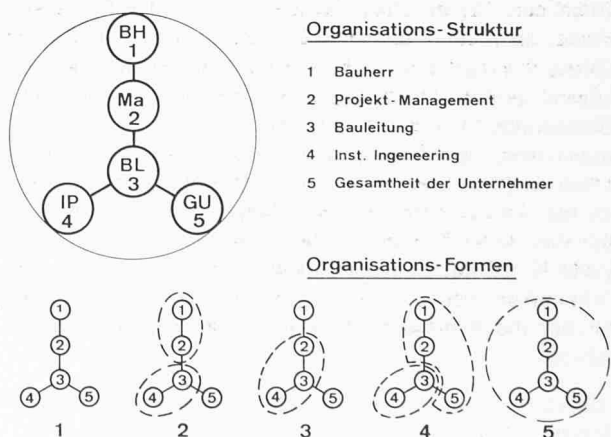 BH
1
Ma
2
BL
3
IP
4
GU
5
Organisations-Struktur
1 Bauherr
2 Projekt-Management
3 Bauleitung
4 Inst. Ingeneering
5 Gesamtheit der Unternehmer
Organisations-Formen
1
2
3
4
5
1
1
2
3
4
5
2
1
2
3
4
5
3
1
2
3
4
5
4
1
2
3
4
5
5